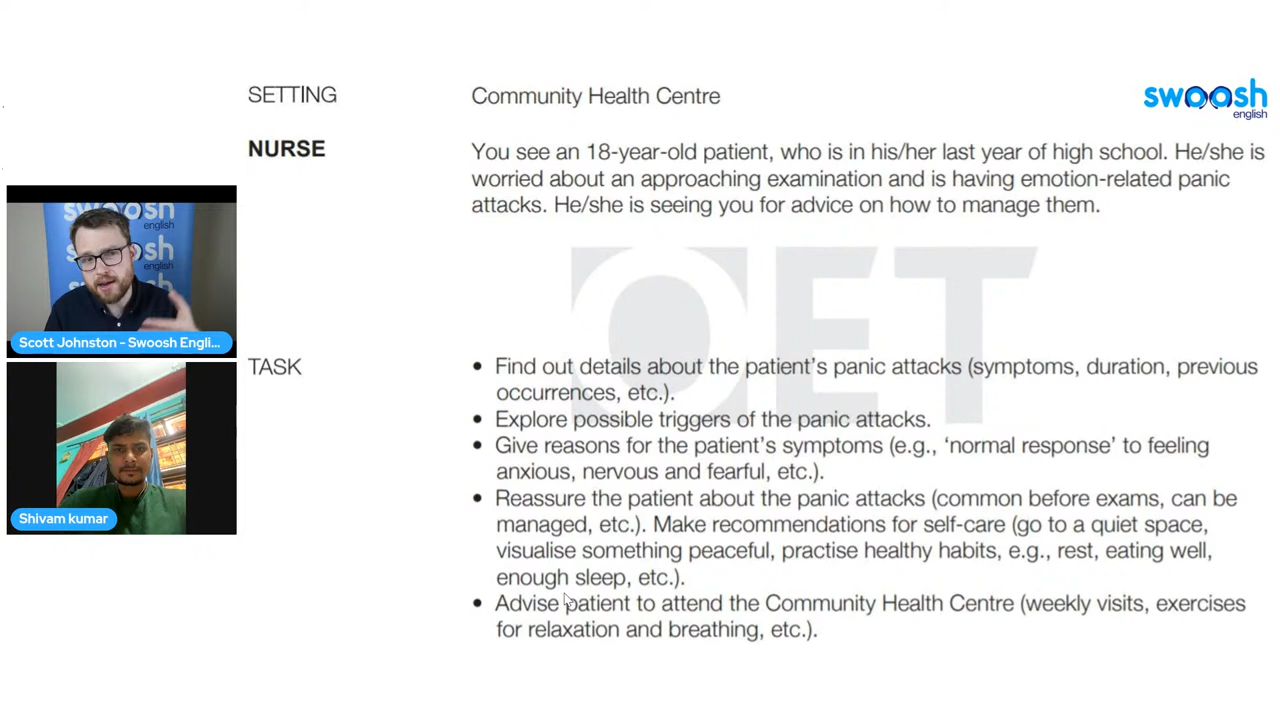 SETTING
Community Health Centre
swoosh
english
NURSE
You see an 18-year-old patient, who is in his/her last year of high school. He/she is
worried about an approaching examination and is having emotion-related panic
attacks. He/she is seeing you for advice on how to manage them.
swoosh
english
Scott Johnston - Swoosh Engli...
OET
TASK
• Find out details about the patient's panic attacks (symptoms, duration, previous
occurrences, etc.).
• Explore possible triggers of the panic attacks.
• Give reasons for the patient's symptoms (e.g., 'normal response' to feeling
anxious, nervous and fearful, etc.).
• Reassure the patient about the panic attacks (common before exams, can be
managed, etc.). Make recommendations for self-care (go to a quiet space,
visualise something peaceful, practise healthy habits, e.g., rest, eating well,
enough sleep, etc.).
• Advise patient to attend the Community Health Centre (weekly visits, exercises
for relaxation and breathing, etc.).
Shivam kumar